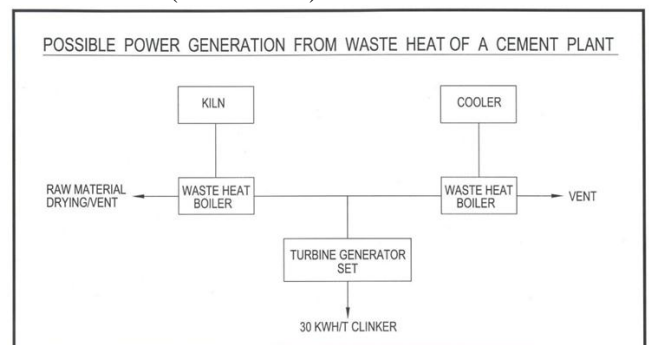 POSSIBLE POWER GENERATION FROM WASTE HEAT OF A CEMENT PLANT
KILN
COOLER
RAW MATERIAL
DRYING/VENT
WASTE HEAT
BOILER
WASTE HEAT
BOILER
VENT
TURBINE GENERATOR
SET
30 KWH/T CLINKER